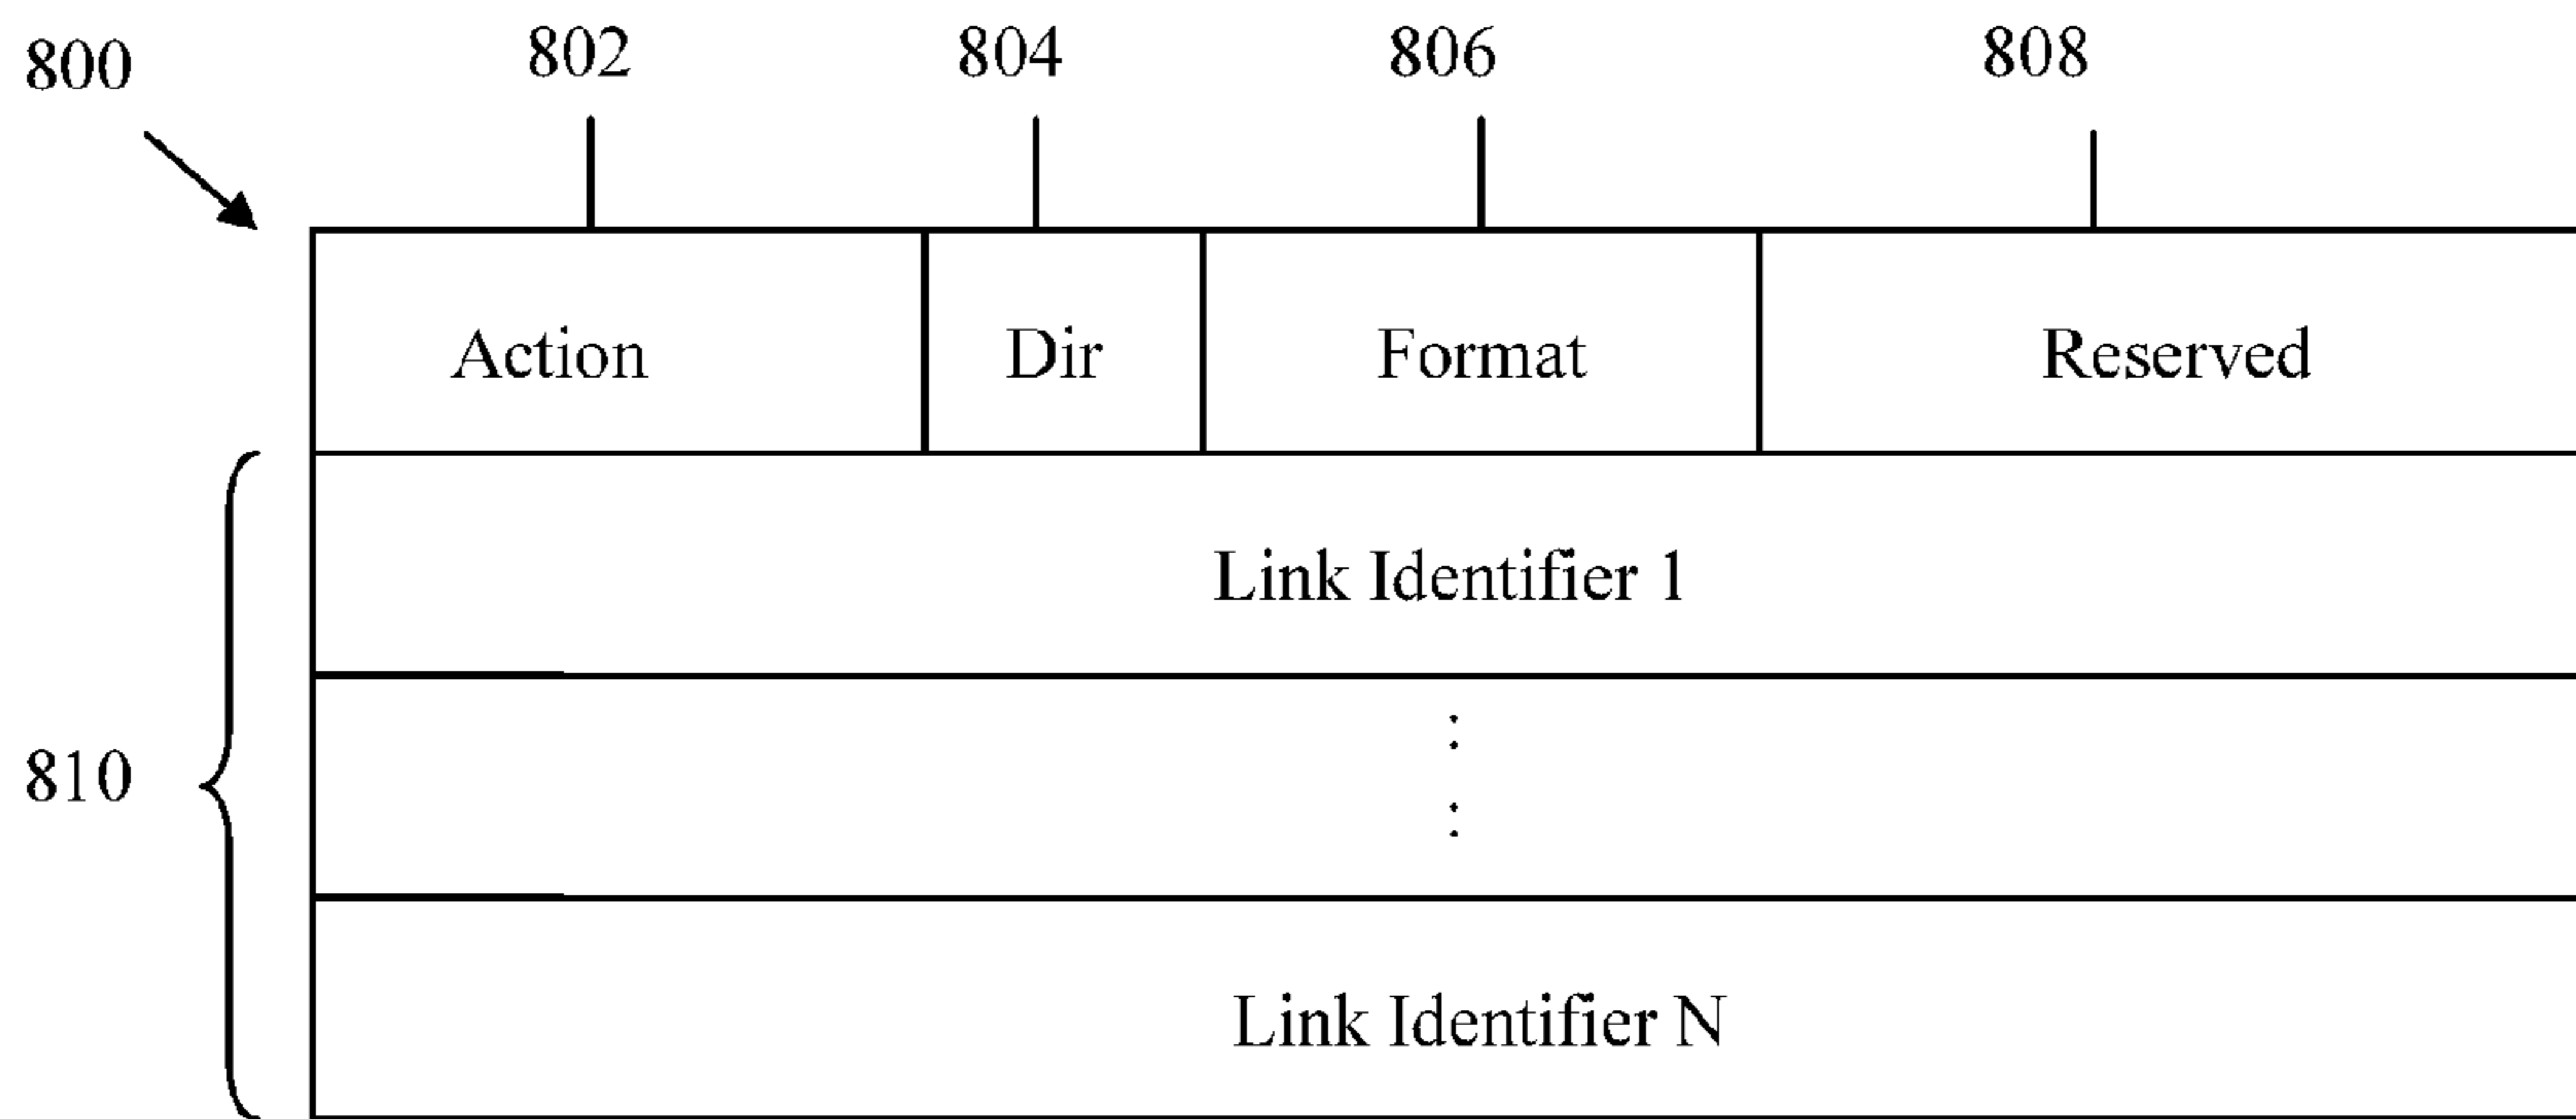 800 802 804 806 808
Action Dir Format Reserved
Link Identifier 1
810
Link Identifier N